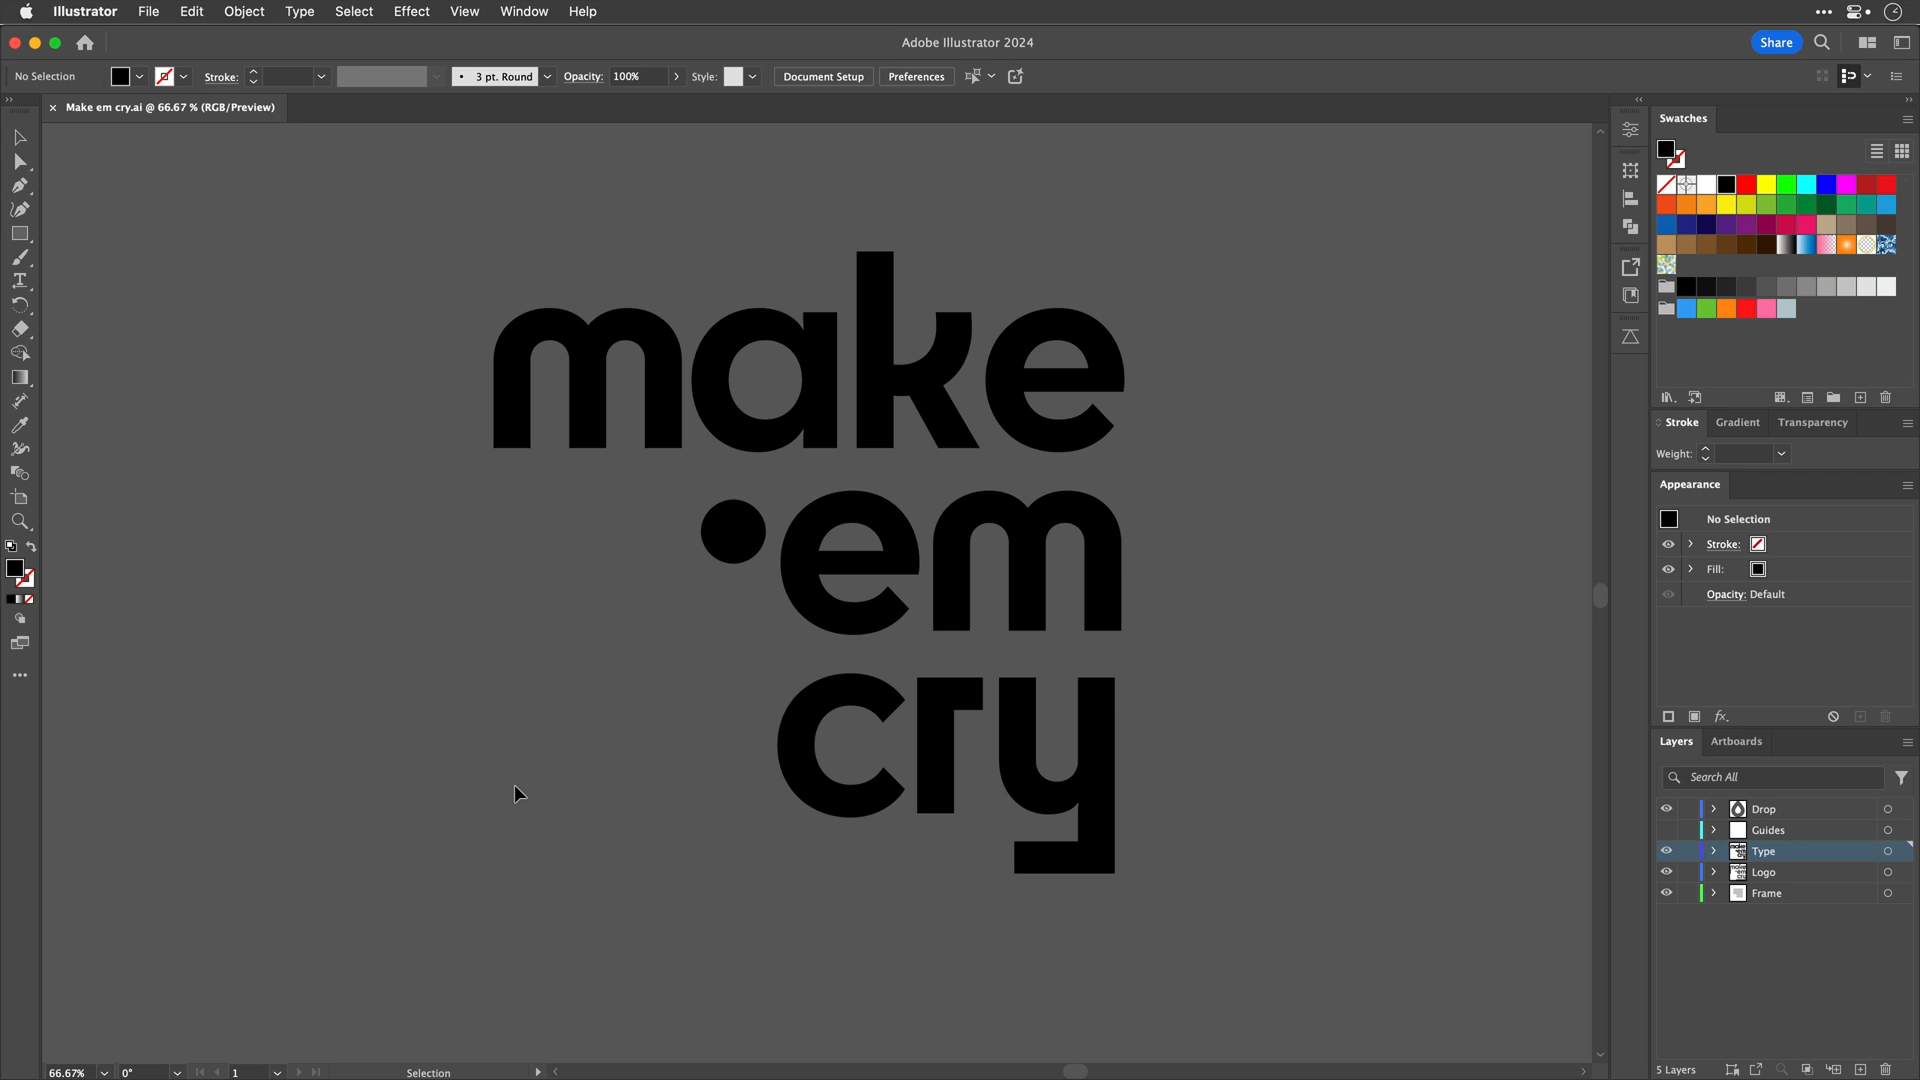 Illustrator File Edit Object Type Select Effect View Window Help
Adobe Illustrator 2024
Share
No Selection Stroke: 3 pt. Round Opacity: 100% Style: Document Setup Preferences
Make em cry.ai @ 66.67 % (RGB/Preview)
make
em
cry
Swatches
Stroke Gradient Transparency
Weight:
Appearance
No Selection
Stroke:
Fill:
Opacity: Default
fx.
Layers Artboards
Search All
Drop
Guides
Type
Logo
Frame
5 Layers
66.67% 0° 1 Selection